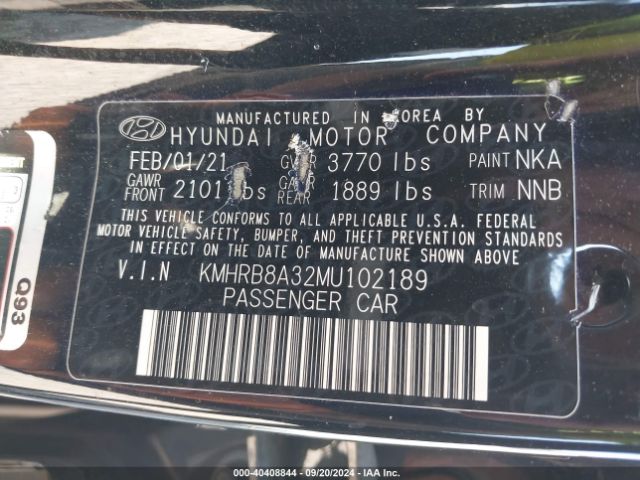 MANUFACTURED IN KOREA BY
HYUNDAI MOTOR COMPANY
FEB/01/21 GVWR 3770 lbs PAINT NKA
GAWR FRONT 2101 lbs GAWR REAR 1889 lbs TRIM NNB
THIS VEHICLE CONFORMS TO ALL APPLICABLE U.S.A. FEDERAL
MOTOR VEHICLE SAFETY, BUMPER, AND THEFT PREVENTION STANDARDS
IN EFFECT ON THE DATE OF MANUFACTURE SHOWN ABOVE
V.I.N KMHRB8A32MU102189
PASSENGER CAR
Q93
000-40408844 - 09/20/2024 - IAA Inc.